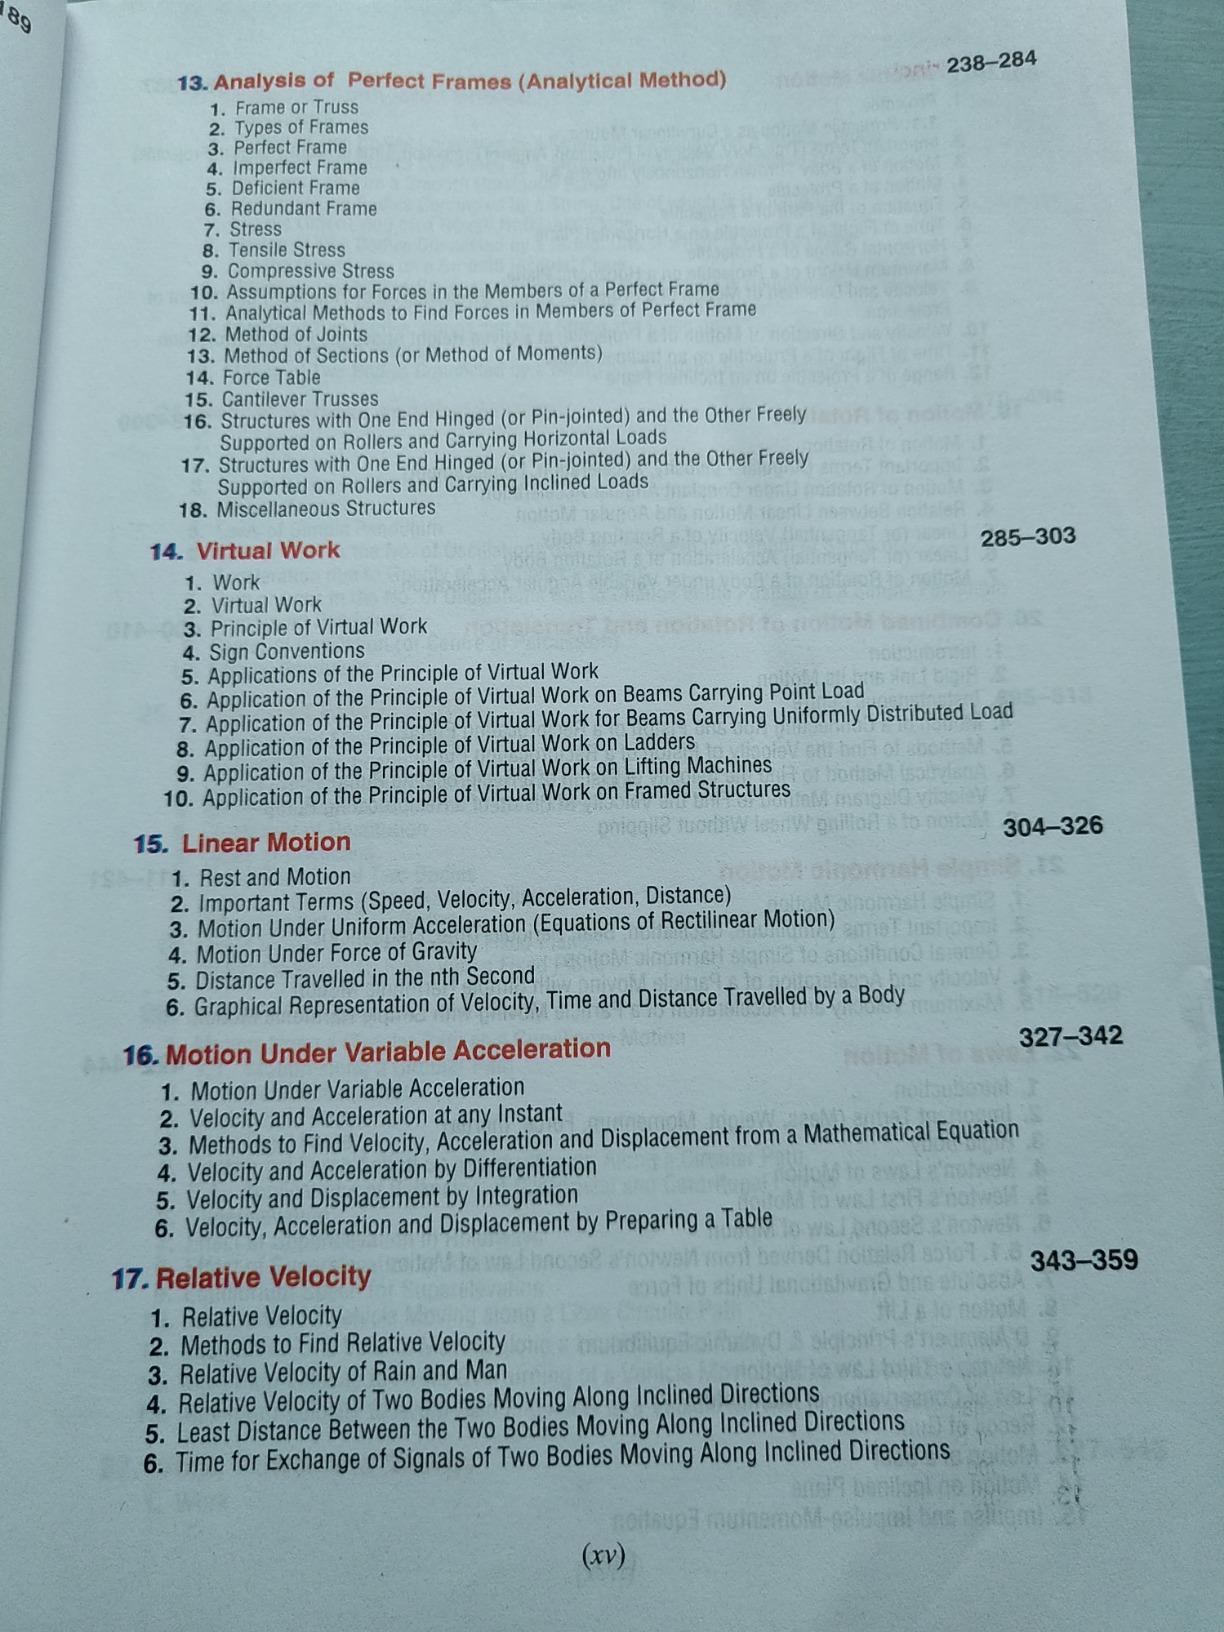 189
13. Analysis of Perfect Frames (Analytical Method) 238–284
1. Frame or Truss
2. Types of Frames
3. Perfect Frame
4. Imperfect Frame
5. Deficient Frame
6. Redundant Frame
7. Stress
8. Tensile Stress
9. Compressive Stress
10. Assumptions for Forces in the Members of a Perfect Frame
11. Analytical Methods to Find Forces in Members of Perfect Frame
12. Method of Joints
13. Method of Sections (or Method of Moments)
14. Force Table
15. Cantilever Trusses
16. Structures with One End Hinged (or Pin-jointed) and the Other Freely
Supported on Rollers and Carrying Horizontal Loads
17. Structures with One End Hinged (or Pin-jointed) and the Other Freely
Supported on Rollers and Carrying Inclined Loads
18. Miscellaneous Structures
14. Virtual Work 285–303
1. Work
2. Virtual Work
3. Principle of Virtual Work
4. Sign Conventions
5. Applications of the Principle of Virtual Work
6. Application of the Principle of Virtual Work on Beams Carrying Point Load
7. Application of the Principle of Virtual Work for Beams Carrying Uniformly Distributed Load
8. Application of the Principle of Virtual Work on Ladders
9. Application of the Principle of Virtual Work on Lifting Machines
10. Application of the Principle of Virtual Work on Framed Structures
15. Linear Motion 304–326
1. Rest and Motion
2. Important Terms (Speed, Velocity, Acceleration, Distance)
3. Motion Under Uniform Acceleration (Equations of Rectilinear Motion)
4. Motion Under Force of Gravity
5. Distance Travelled in the nth Second
6. Graphical Representation of Velocity, Time and Distance Travelled by a Body
16. Motion Under Variable Acceleration 327–342
1. Motion Under Variable Acceleration
2. Velocity and Acceleration at any Instant
3. Methods to Find Velocity, Acceleration and Displacement from a Mathematical Equation
4. Velocity and Acceleration by Differentiation
5. Velocity and Displacement by Integration
6. Velocity, Acceleration and Displacement by Preparing a Table
17. Relative Velocity 343–359
1. Relative Velocity
2. Methods to Find Relative Velocity
3. Relative Velocity of Rain and Man
4. Relative Velocity of Two Bodies Moving Along Inclined Directions
5. Least Distance Between the Two Bodies Moving Along Inclined Directions
6. Time for Exchange of Signals of Two Bodies Moving Along Inclined Directions
(xv)